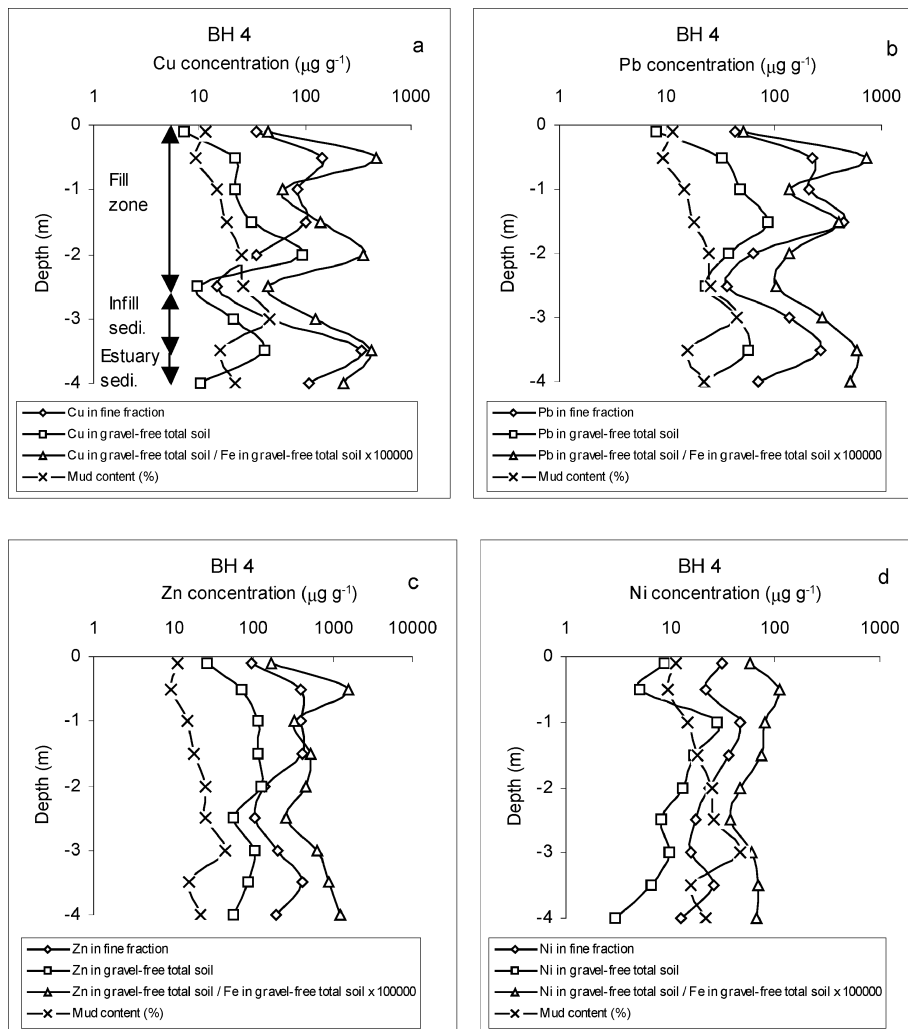 BH 4
a
Cu concentration (μg g⁻¹)
1 10 100 1000
0
-1
-2
-3
-4
Depth (m)
Fill
zone
Infill
sedi.
Estuary
sedi.
Cu in fine fraction
Cu in gravel-free total soil
Cu in gravel-free total soil / Fe in gravel-free total soil x 100000
Mud content (%)
BH 4
b
Pb concentration (μg g⁻¹)
1 10 100 1000
0
-1
-2
-3
-4
Depth (m)
Pb in fine fraction
Pb in gravel-free total soil
Pb in gravel-free total soil / Fe in gravel-free total soil x 100000
Mud content (%)
BH 4
c
Zn concentration (μg g⁻¹)
1 10 100 1000 10000
0
-1
-2
-3
-4
Depth (m)
Zn in fine fraction
Zn in gravel-free total soil
Zn in gravel-free total soil / Fe in gravel-free total soil x 100000
Mud content (%)
BH 4
d
Ni concentration (μg g⁻¹)
1 10 100 1000
0
-1
-2
-3
-4
Depth (m)
Ni in fine fraction
Ni in gravel-free total soil
Ni in gravel-free total soil / Fe in gravel-free total soil x 100000
Mud content (%)